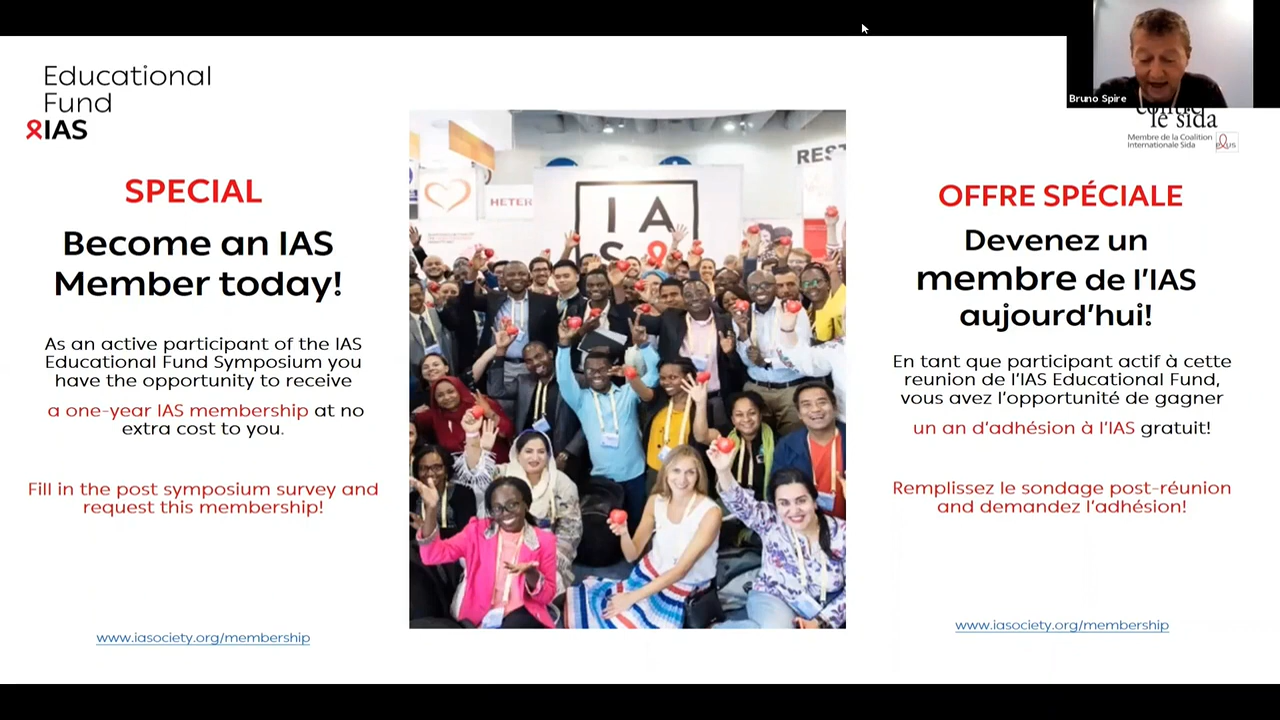 Educational
Fund
IAS
SPECIAL
Become an IAS
Member today!
As an active participant of the IAS
Educational Fund Symposium you
have the opportunity to receive
a one-year IAS membership at no
extra cost to you.
Fill in the post symposium survey and
request this membership!
www.iasociety.org/membership
HETER
I A
S
Bruno Spire
contre
le sida
Membre de la Coalition
Internationale Sida
OFFRE SPÉCIALE
Devenez un
membre de l'IAS
aujourd'hui!
En tant que participant actif à cette
reunion de l'IAS Educational Fund,
vous avez l'opportunité de gagner
un an d'adhésion à l'IAS gratuit!
Remplissez le sondage post-réunion
and demandez l'adhésion!
www.iasociety.org/membership